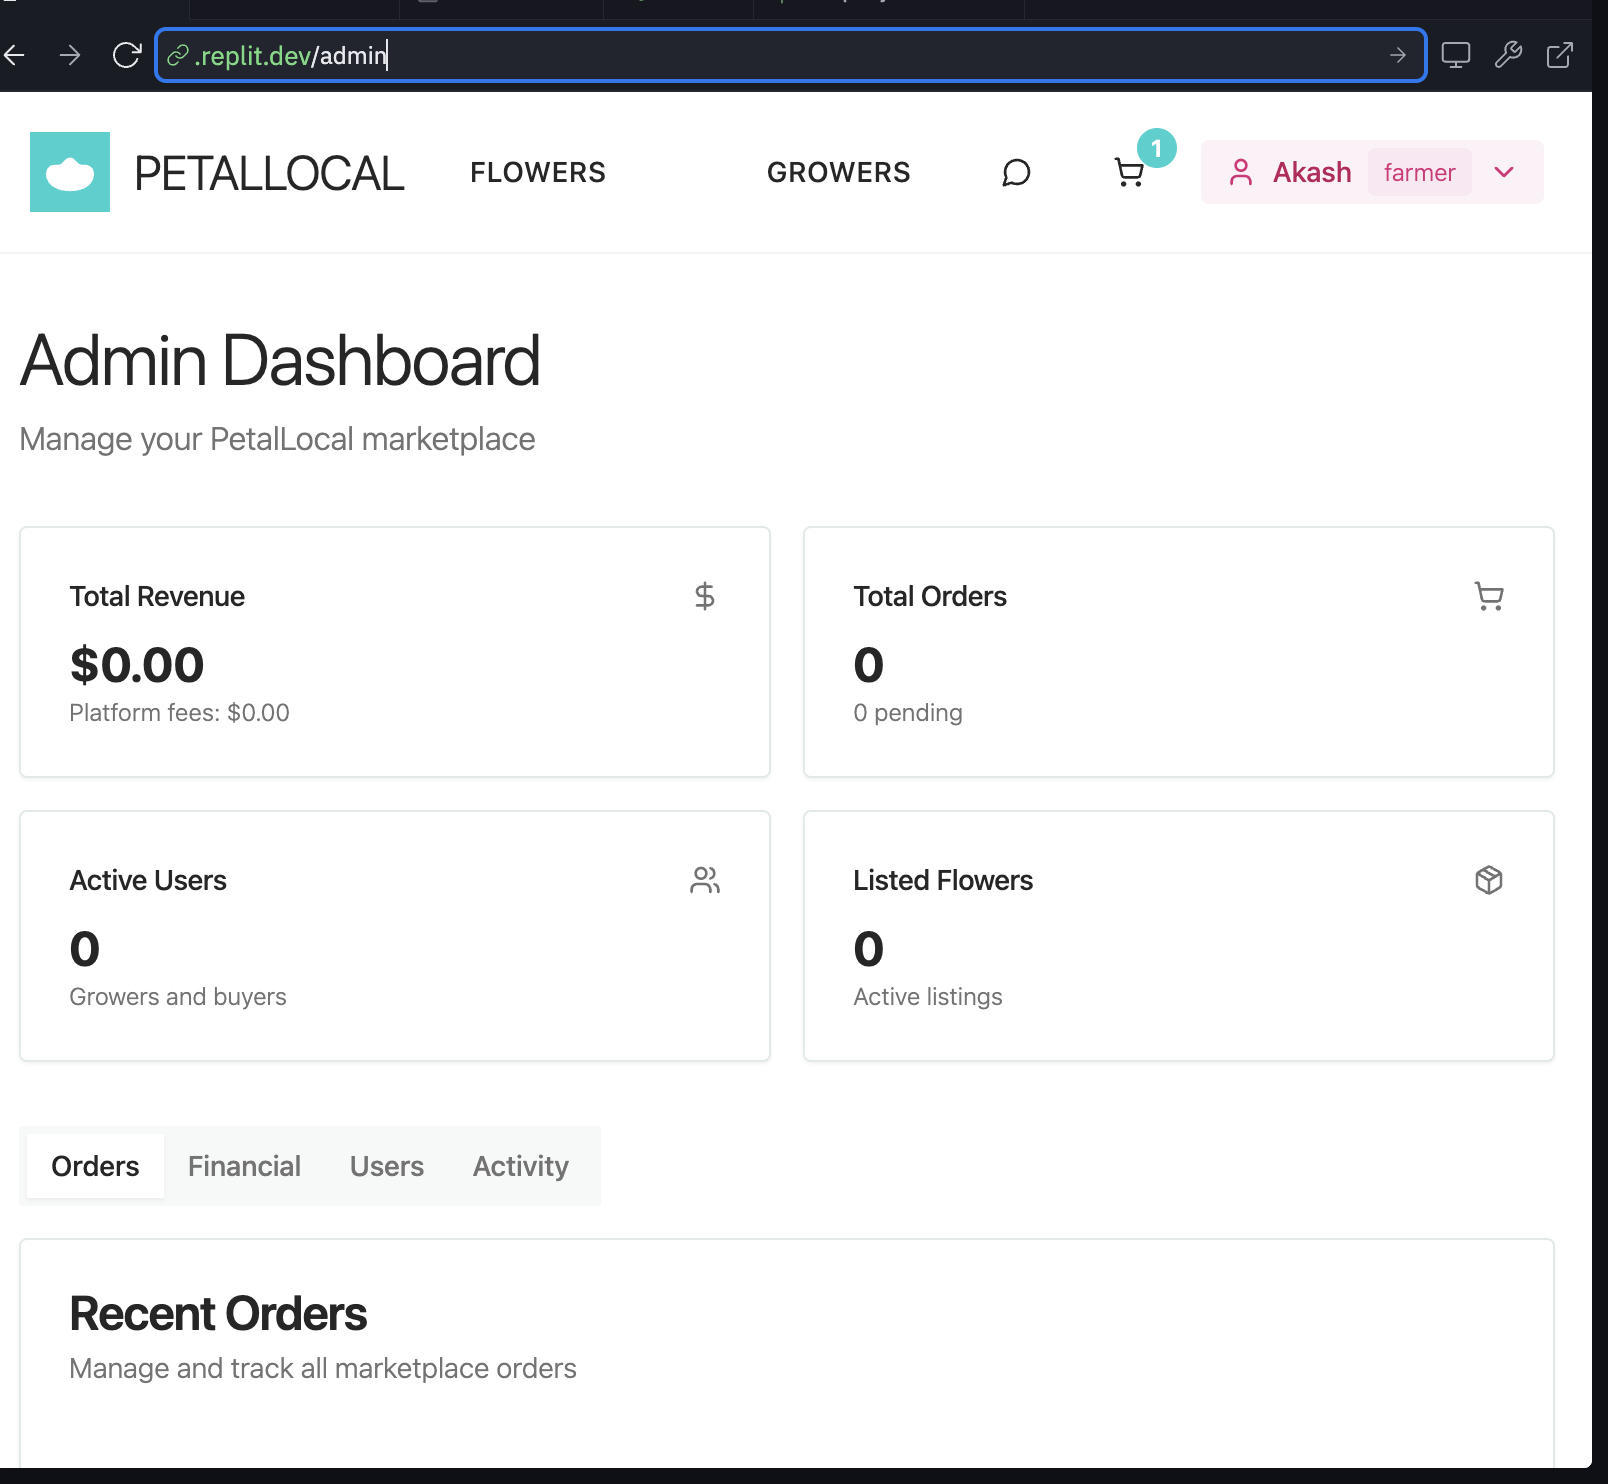 .replit.dev/admin
PETALLOCAL
FLOWERS
GROWERS
1
Akash
farmer
Admin Dashboard
Manage your PetalLocal marketplace
Total Revenue
$
$0.00
Platform fees: $0.00
Total Orders
0
0 pending
Active Users
0
Growers and buyers
Listed Flowers
0
Active listings
Orders
Financial
Users
Activity
Recent Orders
Manage and track all marketplace orders